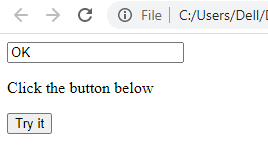 File | C:/Users/Dell/
OK
Click the button below
Try it